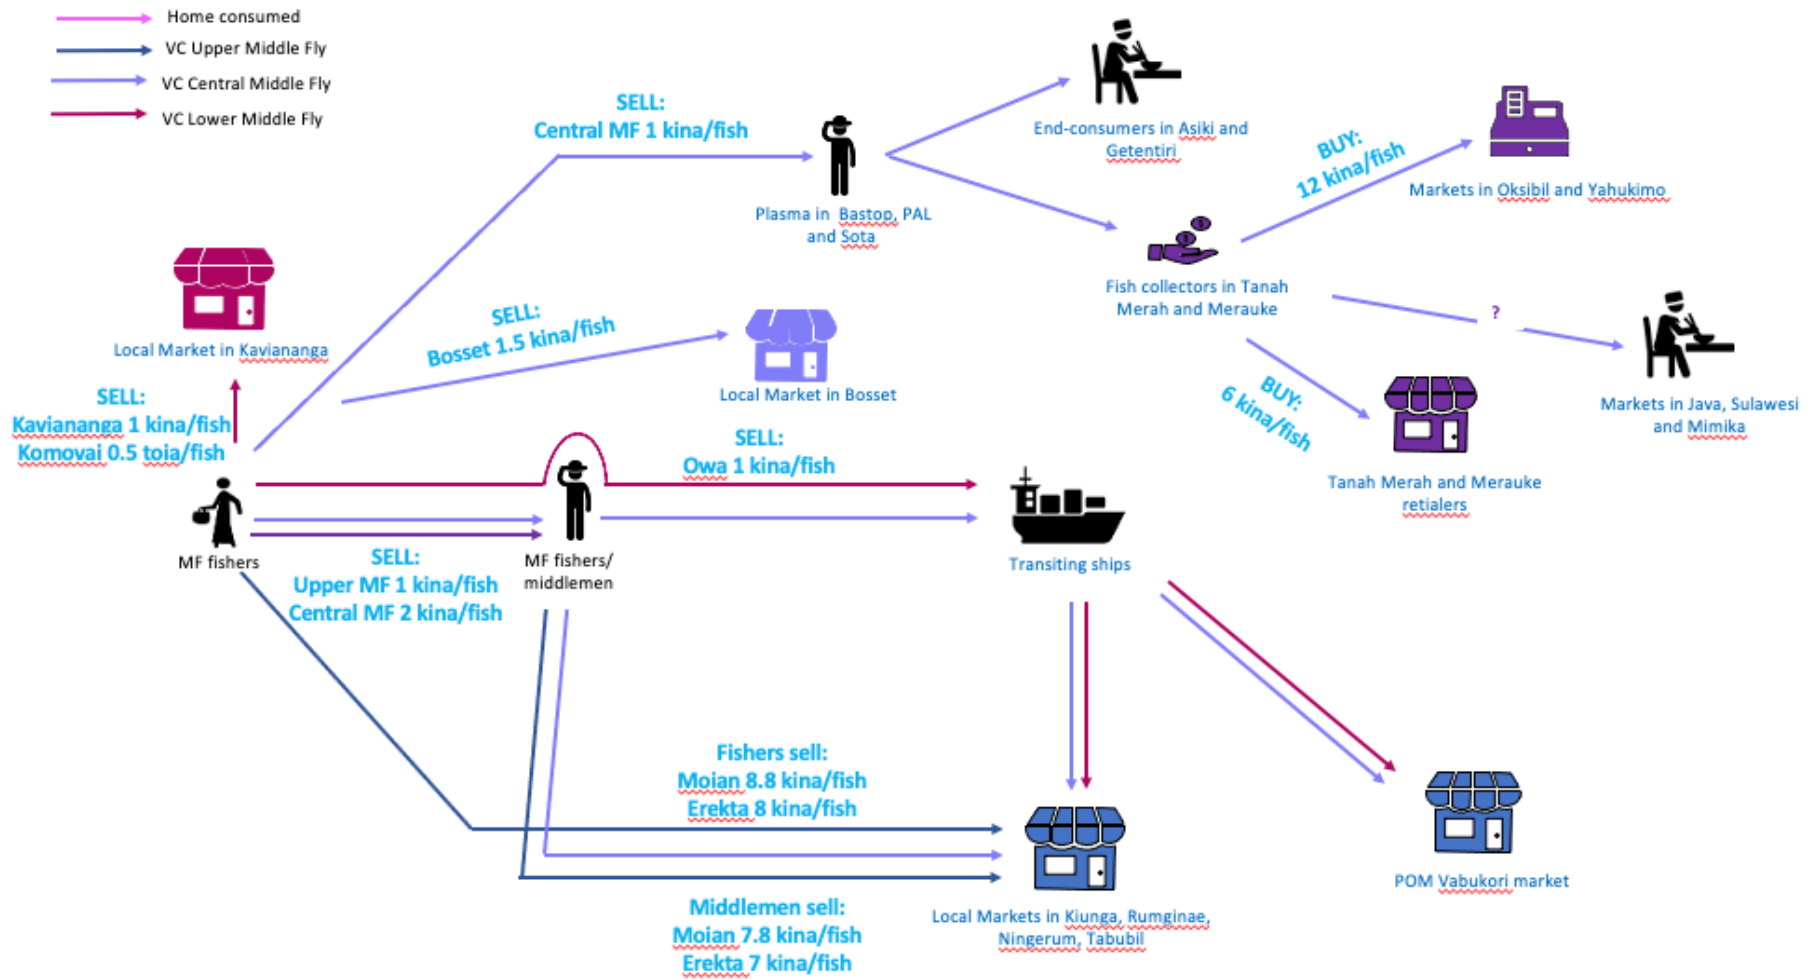 Home consumed
VC Upper Middle Fly
VC Central Middle Fly
VC Lower Middle Fly
SELL:
Central MF 1 kina/fish
Plasma in Bastop, PAL
and Sota
End-consumers in Asiki and
Getentiri
BUY:
12 kina/fish
Markets in Oksibil and Yahukimo
Fish collectors in Tanah
Merah and Merauke
?
Markets in Java, Sulawesi
and Mimika
BUY:
6 kina/fish
Tanah Merah and Merauke
retialers
Local Market in Kaviananga
SELL:
Kaviananga 1 kina/fish
Komovai 0.5 toia/fish
SELL:
Bosset 1.5 kina/fish
Local Market in Bosset
SELL:
Owa 1 kina/fish
MF fishers
SELL:
Upper MF 1 kina/fish
Central MF 2 kina/fish
MF fishers/
middlemen
Transiting ships
Fishers sell:
Moian 8.8 kina/fish
Erekta 8 kina/fish
Middlemen sell:
Moian 7.8 kina/fish
Erekta 7 kina/fish
Local Markets in Kiunga, Rumginae,
Ningerum, Tabubil
POM Vabukori market